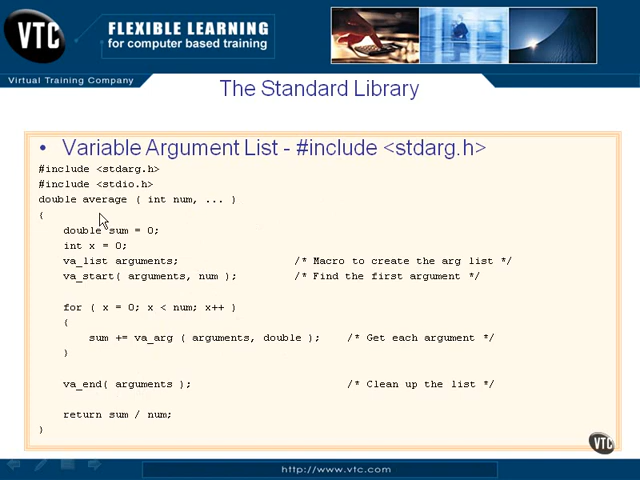 VTC
FLEXIBLE LEARNING
for computer based training
Virtual Training Company
The Standard Library
• Variable Argument List - #include <stdarg.h>
#include <stdarg.h>
#include <stdio.h>
double average ( int num, ... )
{
double sum = 0;
int x = 0;
va_list arguments; /* Macro to create the arg list */
va_start( arguments, num ); /* Find the first argument */
for ( x = 0; x < num; x++ )
{
sum += va_arg ( arguments, double ); /* Get each argument */
}
va_end( arguments ); /* Clean up the list */
return sum / num;
}
VTC
http://www.vtc.com